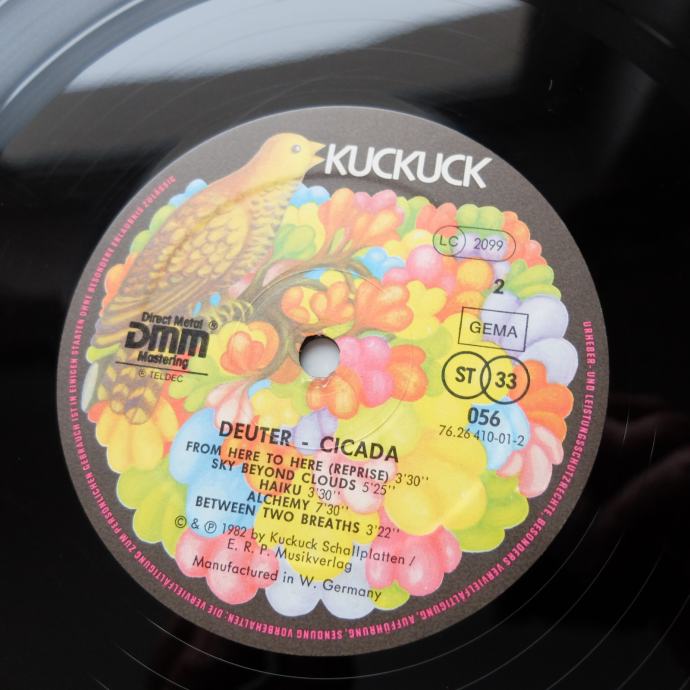 KUCKUCK
LC 2099
2
GEMA
ST 33
056
76.26 410-01-2
Direct Metal ®
DMM
Mastering
® TELDEC
DEUTER - CICADA
FROM HERE TO HERE (REPRISE) 3'30''
SKY BEYOND CLOUDS 5'25''
HAIKU 3'30''
ALCHEMY 7'30''
BETWEEN TWO BREATHS 3'22''
© & ℗ 1982 by Kuckuck Schallplatten /
E. R. P. Musikverlag
Manufactured in W. Germany
URHEBER- UND LEISTUNGSSCHUTZRECHTE, BESONDERS VERVIELFÄLTIGUNG, AUFFÜHRUNG, SENDUNG VORBEHALTEN; DIE VERVIELFÄLTIGUNG ZUM PERSÖNLICHEN GEBRAUCH IST IN EINIGEN STAATEN OHNE BESONDERE ERLAUBNIS ZULÄSSIG